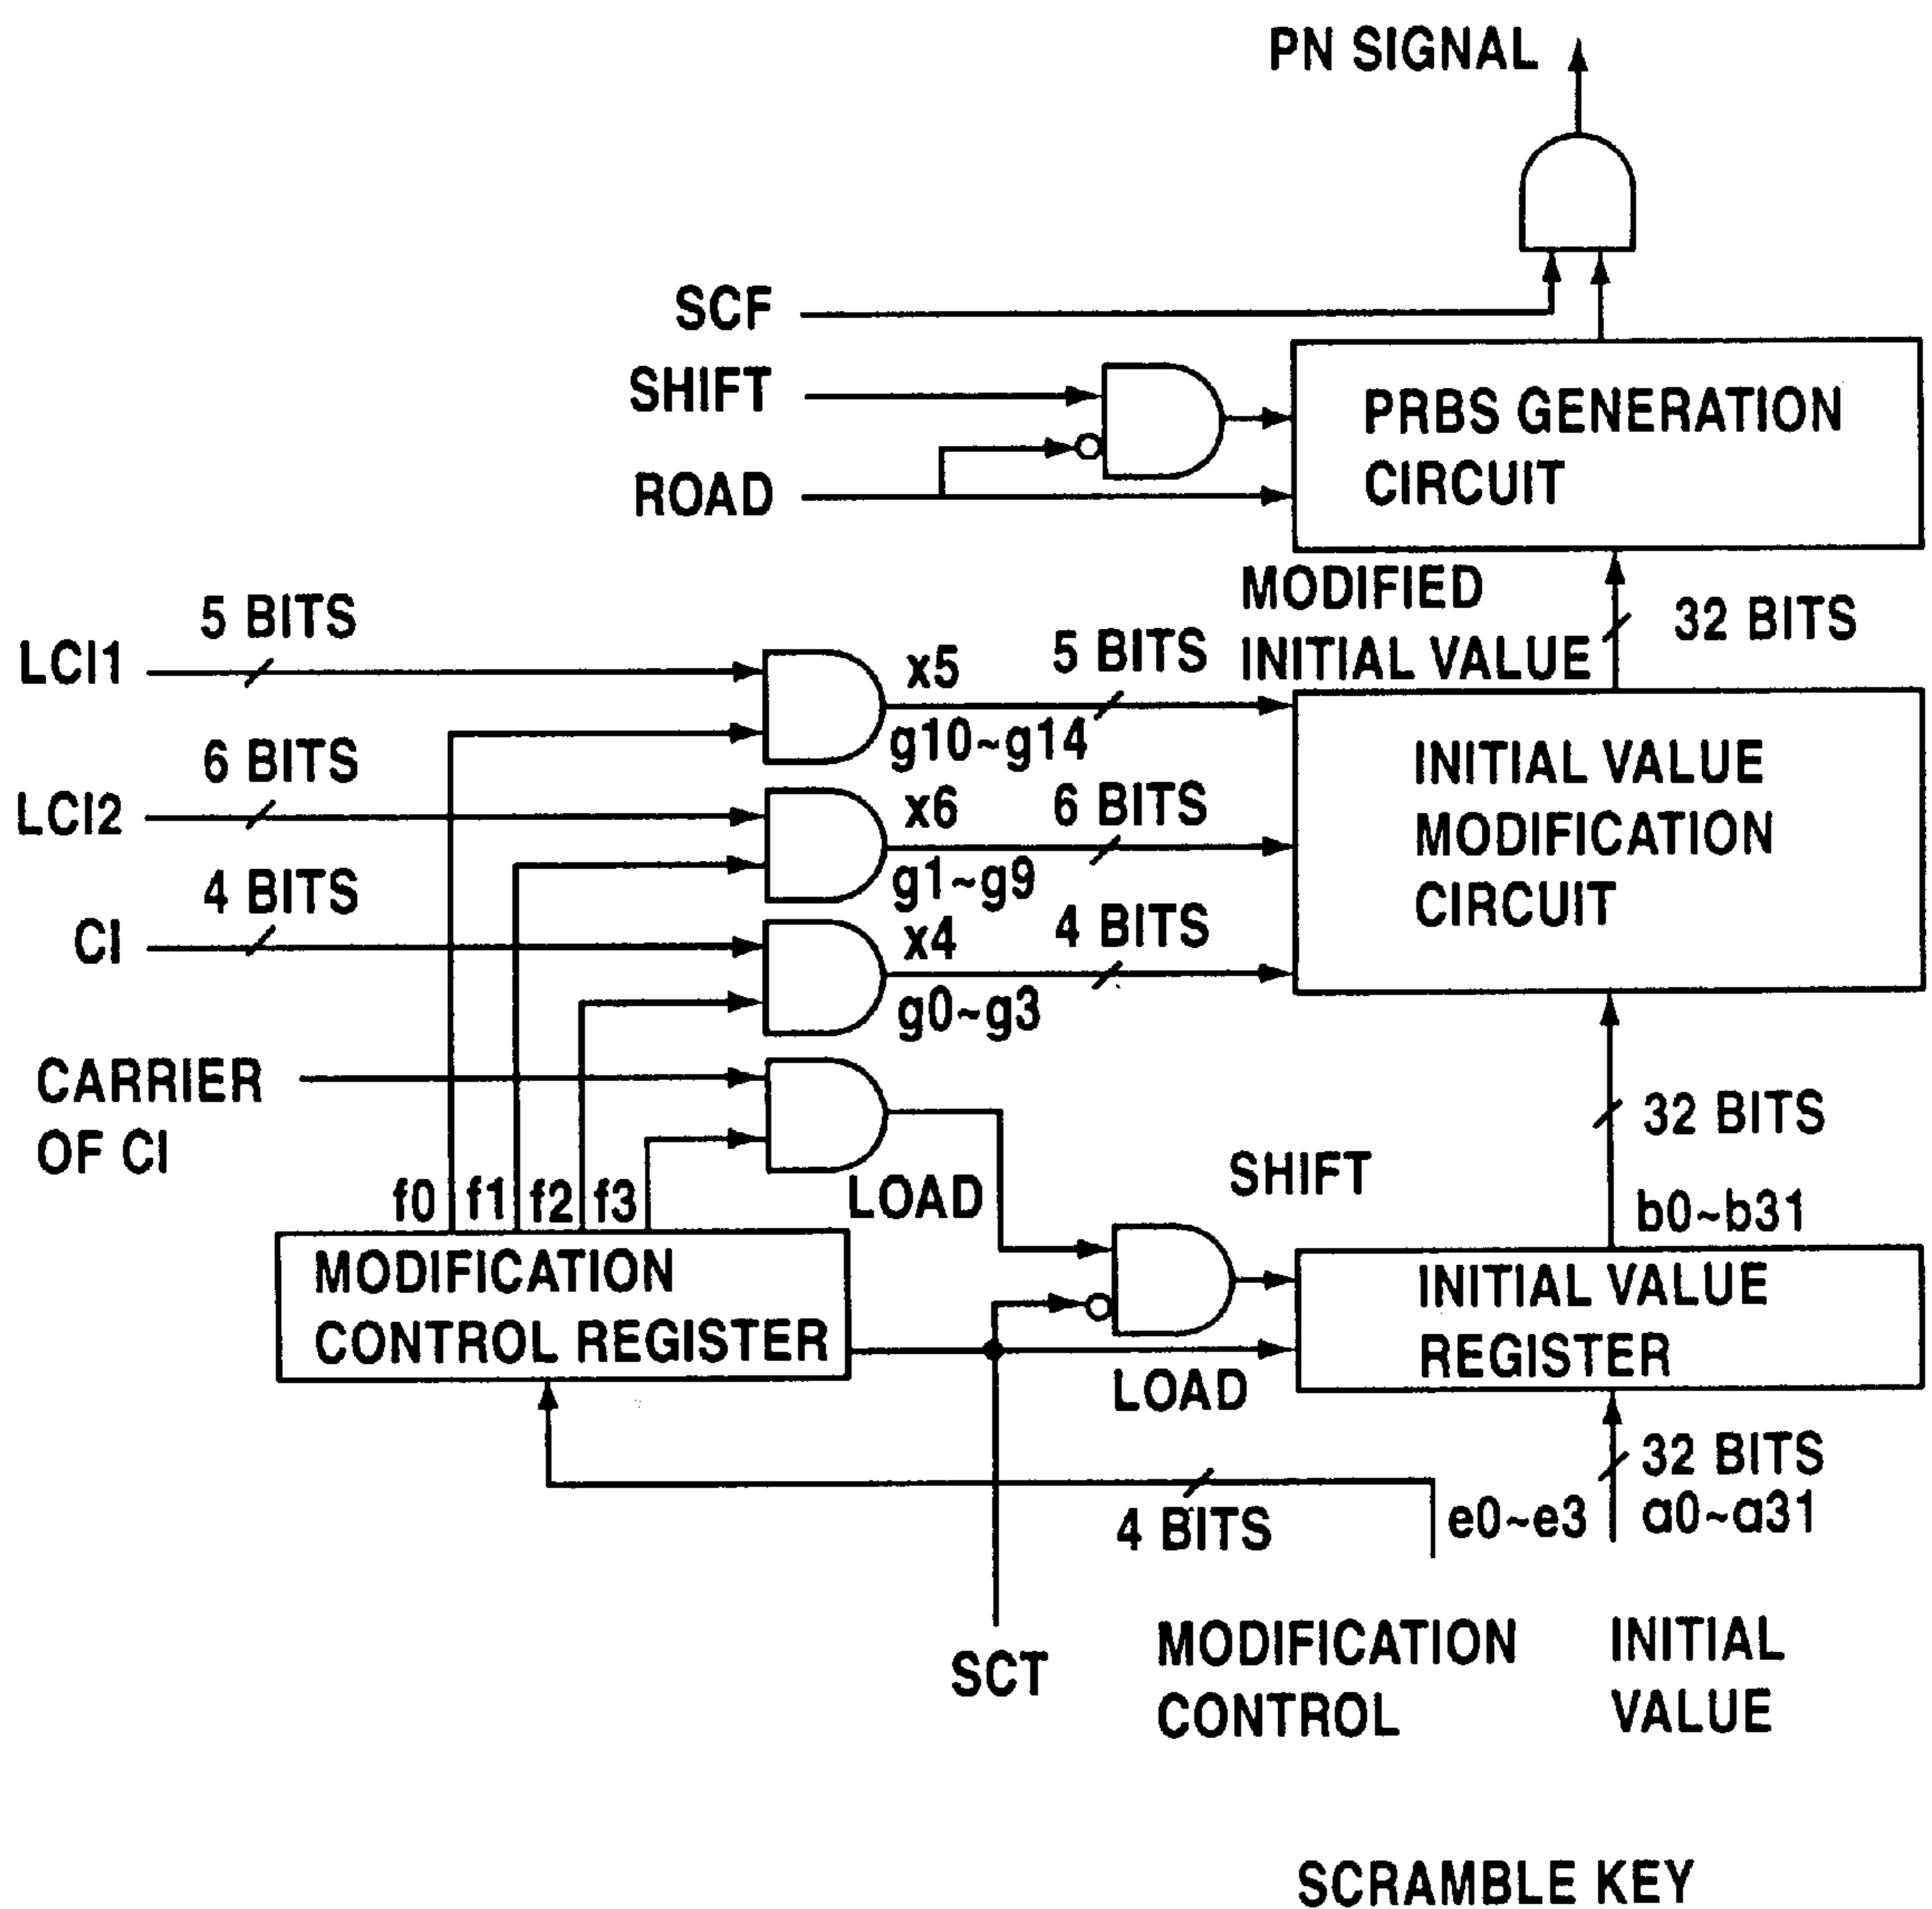 PN SIGNAL
SCF
SHIFT
PRBS GENERATION
CIRCUIT
ROAD
MODIFIED
INITIAL VALUE
32 BITS
5 BITS
LCI1
x5
5 BITS
g10~g14
6 BITS
LCI2
x6
6 BITS
g1~g9
INITIAL VALUE
MODIFICATION
CIRCUIT
4 BITS
CI
x4
4 BITS
g0~g3
CARRIER
OF CI
32 BITS
f0 f1 f2 f3
LOAD
SHIFT
b0~b31
MODIFICATION
CONTROL REGISTER
INITIAL VALUE
REGISTER
LOAD
32 BITS
a0~a31
4 BITS
e0~e3
SCT
MODIFICATION
CONTROL
INITIAL
VALUE
SCRAMBLE KEY